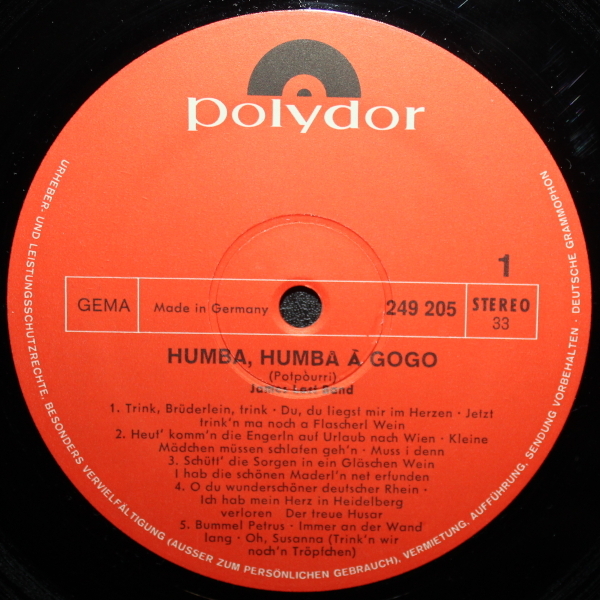 polydor
URHEBER- UND LEISTUNGSSCHUTZRECHTE, BESONDERS VERVIELFÄLTIGUNG (AUSSER ZUM PERSÖNLICHEN GEBRAUCH), VERMIETUNG, AUFFÜHRUNG, SENDUNG VORBEHALTEN · DEUTSCHE GRAMMOPHON
1
GEMA
Made in Germany
249 205
STEREO
33
HUMBA, HUMBA À GOGO
(Potpòurri)
James Last Band
1. Trink, Brüderlein, trink · Du, du liegst mir im Herzen · Jetzt
trink'n ma noch a Flascherl Wein
2. Heut' komm'n die Engerln auf Urlaub nach Wien · Kleine
Mädchen müssen schlafen geh'n · Muss i denn
3. Schütt' die Sorgen in ein Gläschen Wein
I hab die schönen Maderl'n net erfunden
4. O du wunderschöner deutscher Rhein ·
Ich hab mein Herz in Heidelberg
verloren Der treue Husar
5. Bummel Petrus · Immer an der Wand
lang · Oh, Susanna (Trink'n wir
noch'n Tröpfchen)